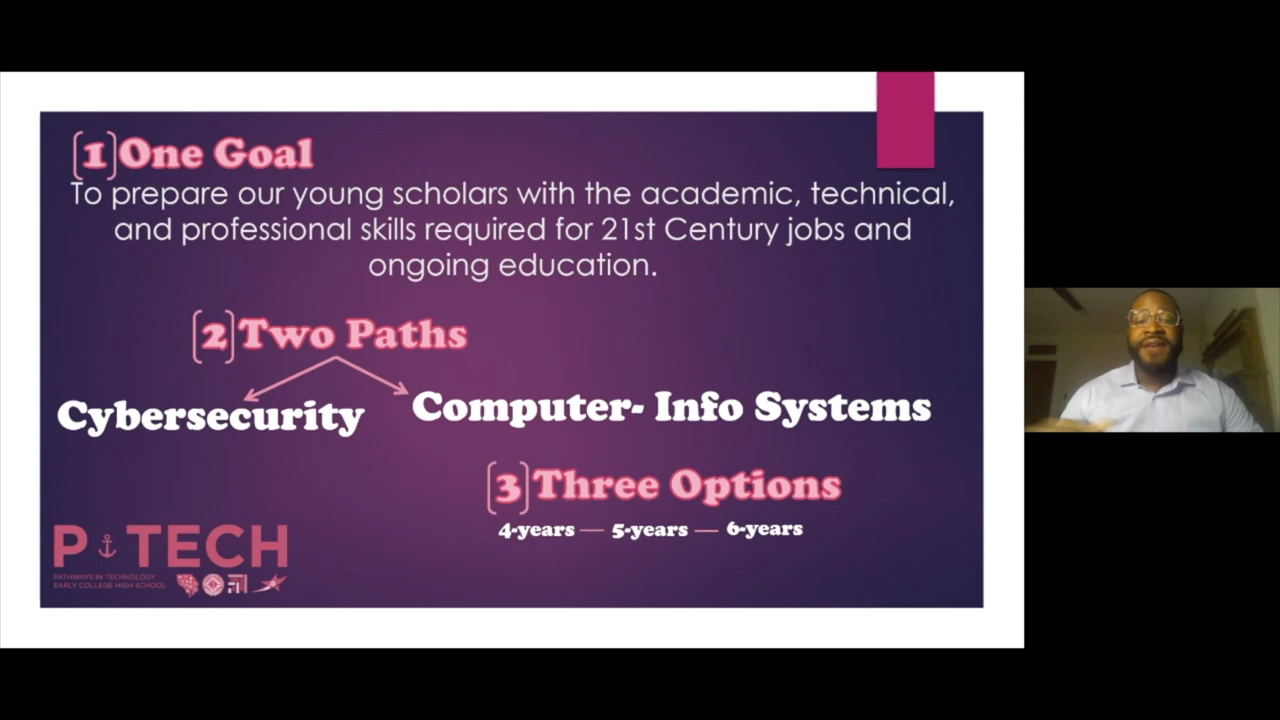 [1]One Goal
To prepare our young scholars with the academic, technical,
and professional skills required for 21st Century jobs and
ongoing education.
[2]Two Paths
Cybersecurity
Computer- Info Systems
[3]Three Options
4-years — 5-years — 6-years
P TECH
PATHWAYS IN TECHNOLOGY
EARLY COLLEGE HIGH SCHOOL